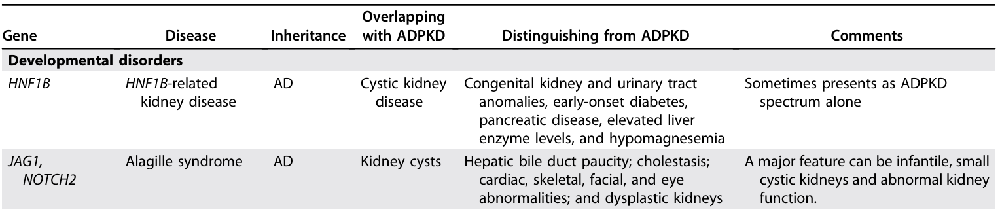 Gene Disease Inheritance Overlapping with ADPKD Distinguishing from ADPKD Comments
Developmental disorders
HNF1B HNF1B-related AD Cystic kidney Congenital kidney and urinary tract Sometimes presents as ADPKD
kidney disease disease anomalies, early-onset diabetes, spectrum alone
pancreatic disease, elevated liver
enzyme levels, and hypomagnesemia
JAG1, Alagille syndrome AD Kidney cysts Hepatic bile duct paucity; cholestasis; A major feature can be infantile, small
NOTCH2 cardiac, skeletal, facial, and eye cystic kidneys and abnormal kidney
abnormalities; and dysplastic kidneys function.